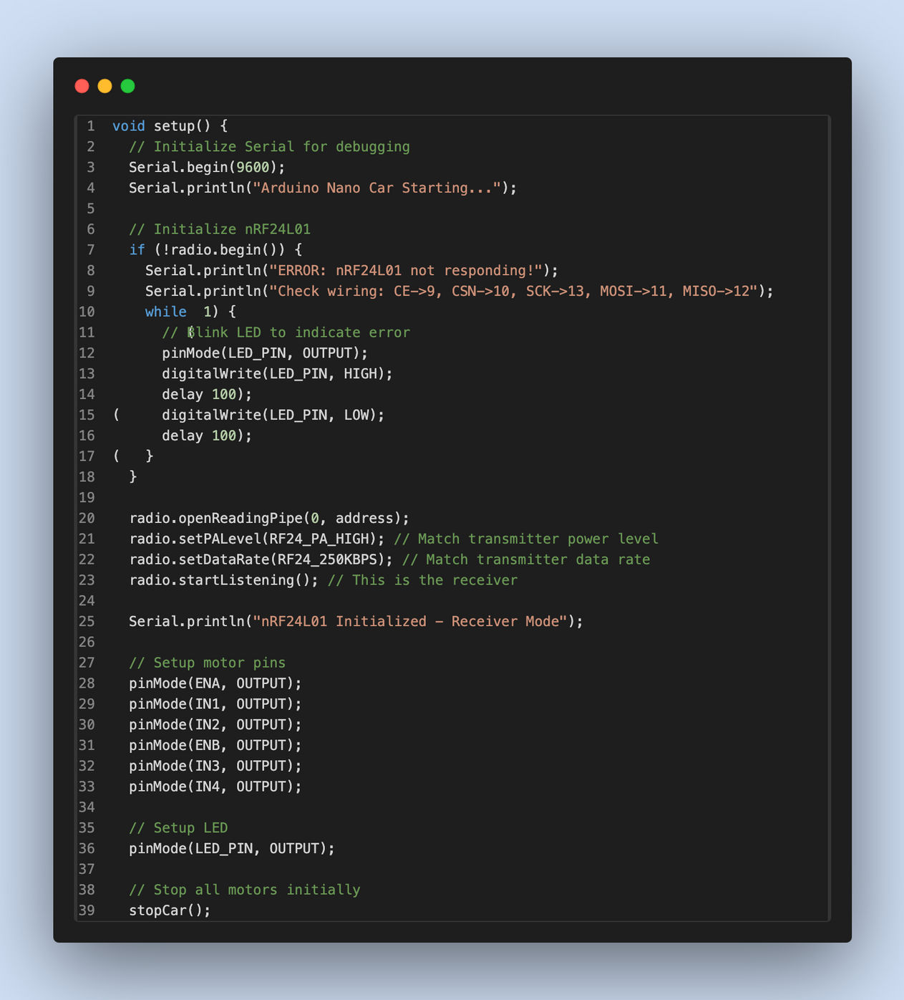 1 void setup() {
2 // Initialize Serial for debugging
3 Serial.begin(9600);
4 Serial.println("Arduino Nano Car Starting...");
5
6 // Initialize nRF24L01
7 if (!radio.begin()) {
8 Serial.println("ERROR: nRF24L01 not responding!");
9 Serial.println("Check wiring: CE->9, CSN->10, SCK->13, MOSI->11, MISO->12");
10 while 1) {
11 // (Blink LED to indicate error
12 pinMode(LED_PIN, OUTPUT);
13 digitalWrite(LED_PIN, HIGH);
14 delay 100);
15 ( digitalWrite(LED_PIN, LOW);
16 delay 100);
17 ( }
18 }
19
20 radio.openReadingPipe(0, address);
21 radio.setPALevel(RF24_PA_HIGH); // Match transmitter power level
22 radio.setDataRate(RF24_250KBPS); // Match transmitter data rate
23 radio.startListening(); // This is the receiver
24
25 Serial.println("nRF24L01 Initialized – Receiver Mode");
26
27 // Setup motor pins
28 pinMode(ENA, OUTPUT);
29 pinMode(IN1, OUTPUT);
30 pinMode(IN2, OUTPUT);
31 pinMode(ENB, OUTPUT);
32 pinMode(IN3, OUTPUT);
33 pinMode(IN4, OUTPUT);
34
35 // Setup LED
36 pinMode(LED_PIN, OUTPUT);
37
38 // Stop all motors initially
39 stopCar();